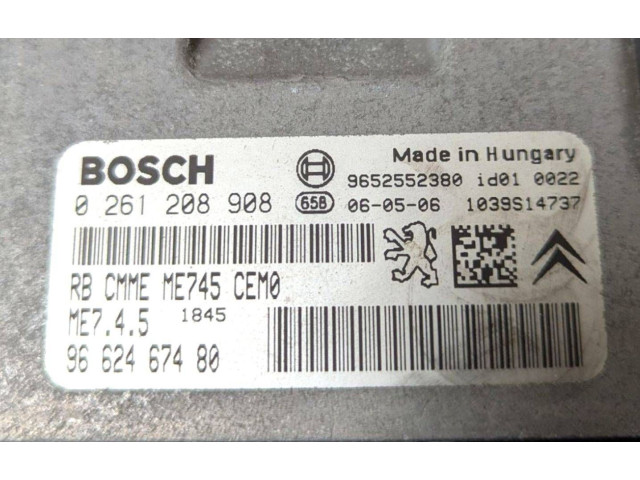 BOSCH
Made in Hungary
9652552380 id01 0022
0 261 208 908 658 06-05-06 1039S14737
RB CMME ME745 CEM0
ME7.4.5 1845
96 624 674 80